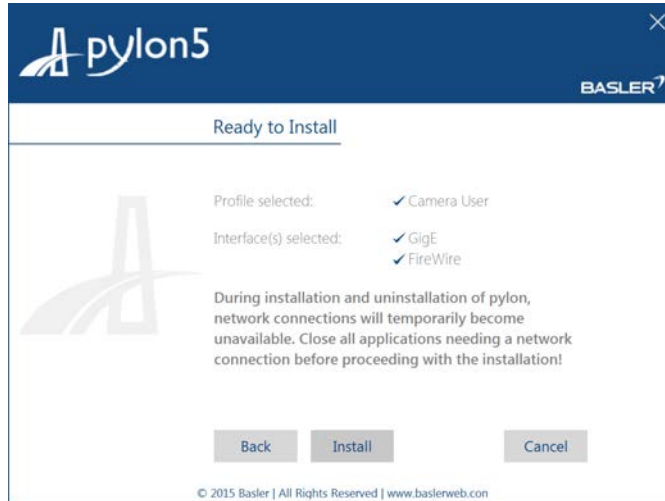 pylon5
BASLER
Ready to Install
Profile selected: ✓ Camera User
Interface(s) selected: ✓ GigE
✓ FireWire
During installation and uninstallation of pylon,
network connections will temporarily become
unavailable. Close all applications needing a network
connection before proceeding with the installation!
Back Install Cancel
© 2015 Basler | All Rights Reserved | www.baslerweb.con